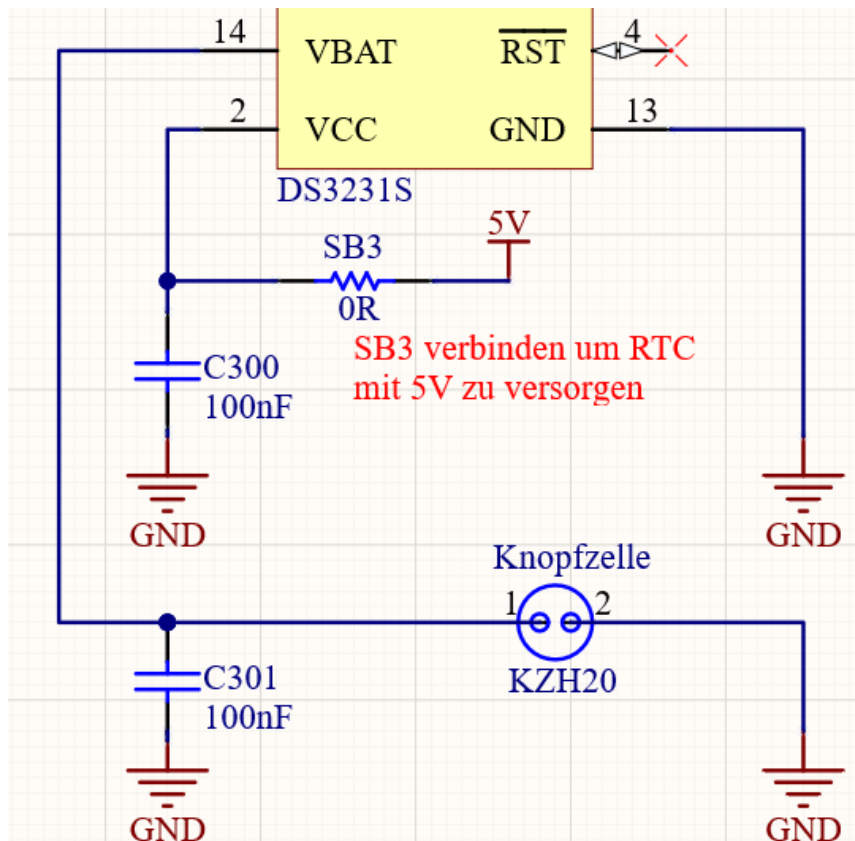 14
VBAT
RST
4
2
VCC
GND
13
DS3231S
SB3
5V
0R
SB3 verbinden um RTC
mit 5V zu versorgen
C300
100nF
GND
GND
Knopfzelle
1
2
KZH20
C301
100nF
GND
GND